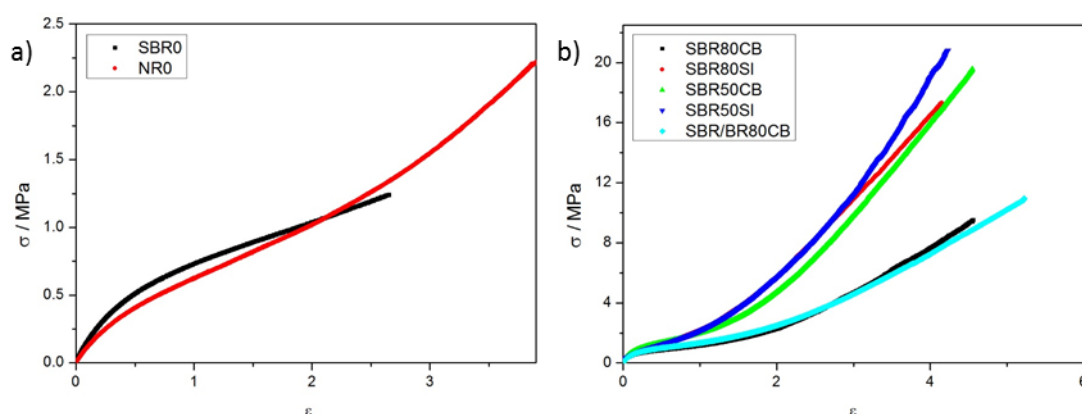 a)
2.5
2.0
1.5
1.0
0.5
0.0
σ / MPa
SBR0
NR0
0
1
2
3
ε
b)
20
16
12
8
4
0
σ / MPa
SBR80CB
SBR80SI
SBR50CB
SBR50SI
SBR/BR80CB
0
2
4
6
ε